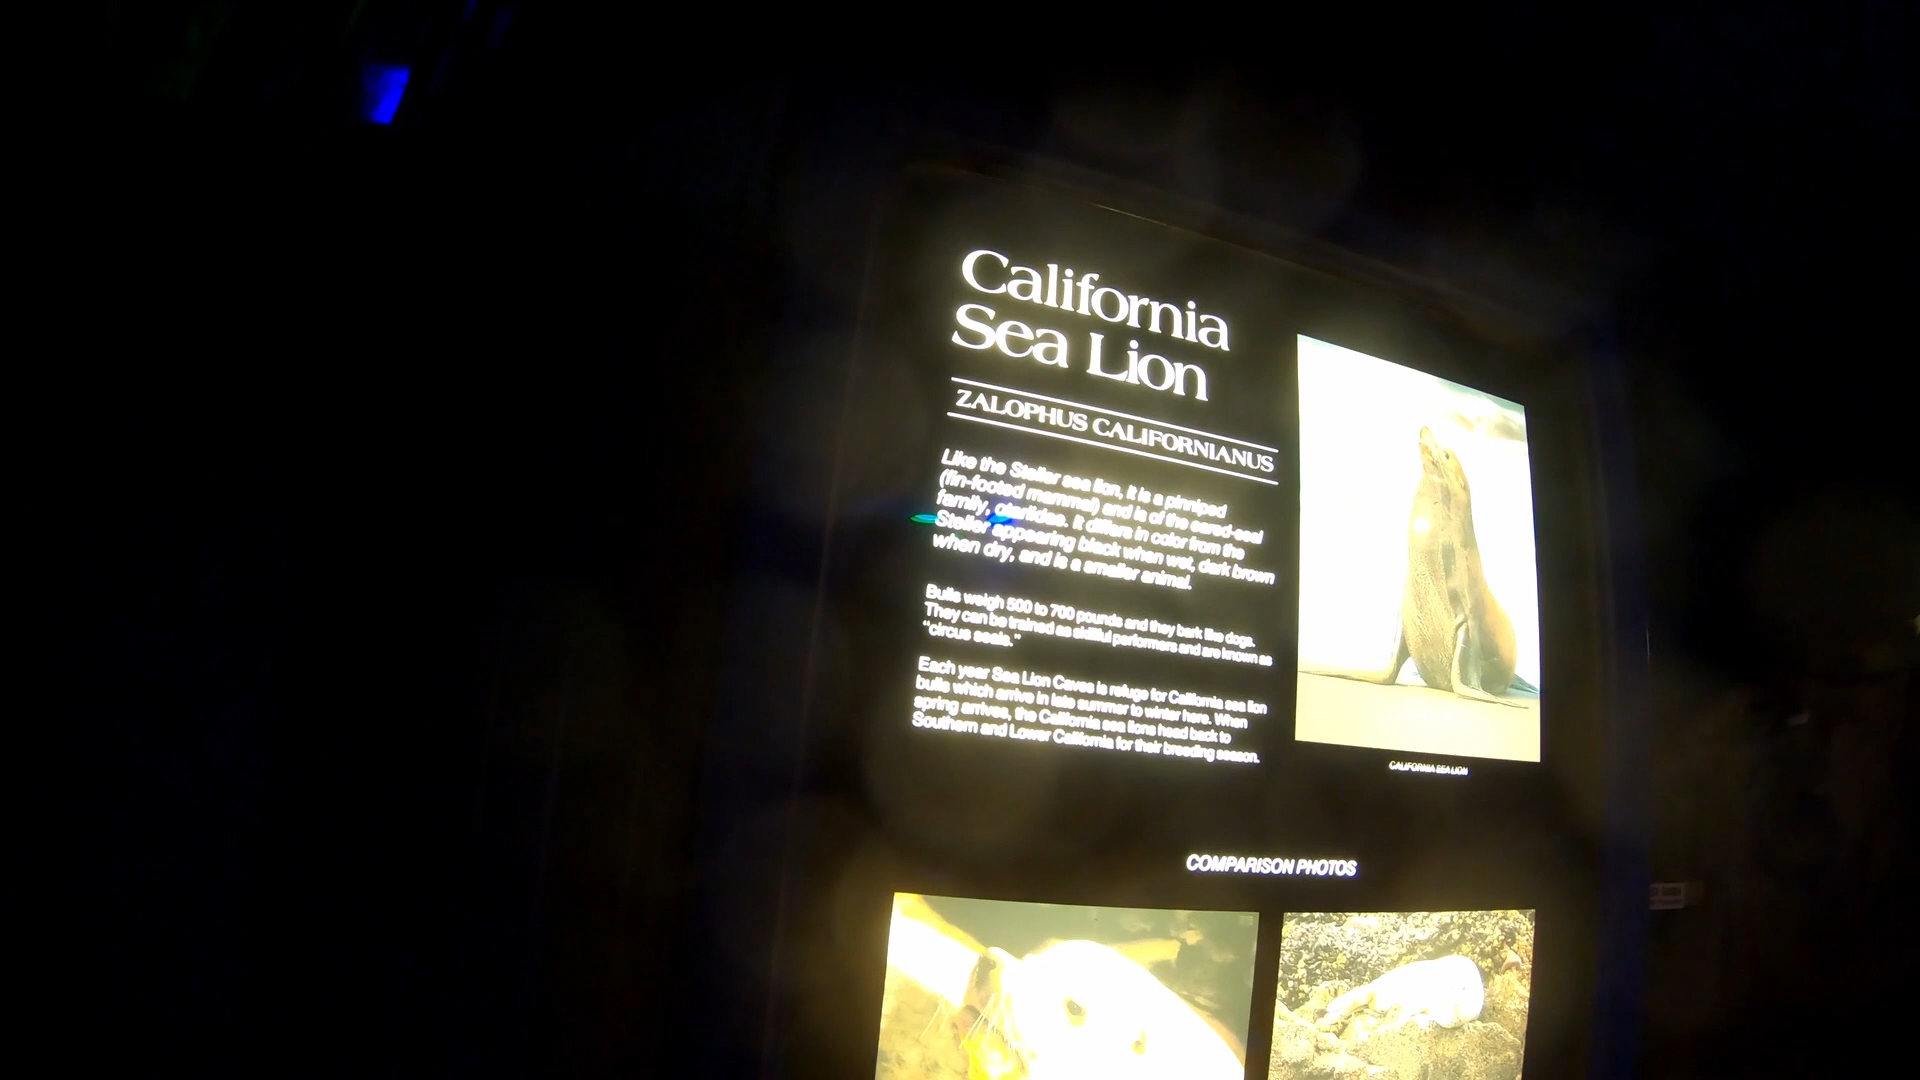 California
Sea Lion
ZALOPHUS CALIFORNIANUS
Like the Steller sea lion, it is a pinniped
(fin-footed mammal) and is of the eared-seal
family, otariidae. It differs in color from the
Steller appearing black when wet, dark brown
when dry, and is a smaller animal.
Bulls weigh 500 to 700 pounds and they bark like dogs.
They can be trained as skillful performers and are known as
"circus seals."
Each year Sea Lion Caves is refuge for California sea lion
bulls which arrive in late summer to winter here. When
spring arrives, the California sea lions head back to
Southern and Lower California for their breeding season.
CALIFORNIA SEA LION
COMPARISON PHOTOS